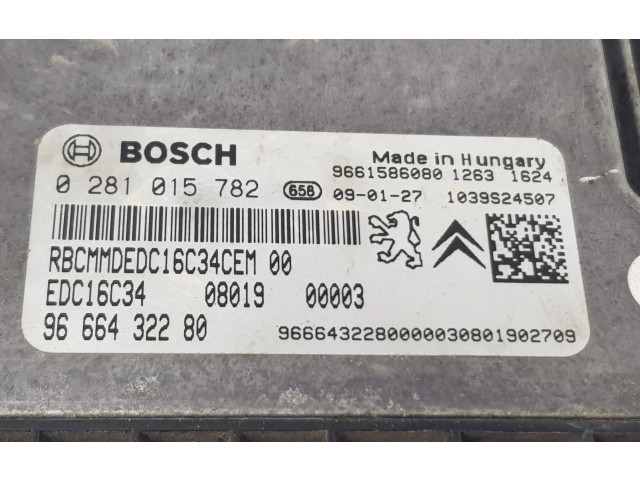 BOSCH
Made in Hungary
9661586080 1263 1624
0 281 015 782 658 09-01-27 1039S24507
RBCMMDEDC16C34CEM 00
EDC16C34 08019 00003
96 664 322 80
9666432280000030801902709